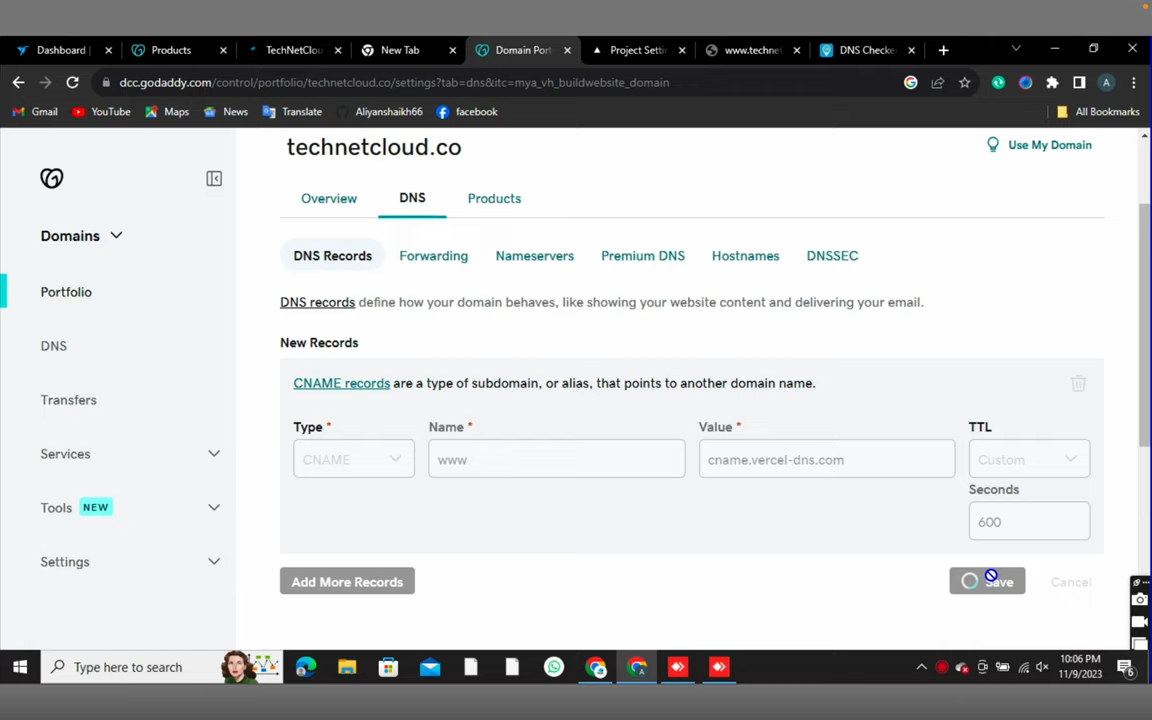 Dashboard
Products
TechNetClou
New Tab
Domain Port
Project Settin
www.techne
DNS Checke
dcc.godaddy.com/control/portfolio/technetcloud.co/settings?tab=dns&itc=mya_vh_buildwebsite_domain
A
Gmail
YouTube
Maps
News
Translate
Aliyanshaikh66
facebook
All Bookmarks
technetcloud.co
Use My Domain
Overview
DNS
Products
Domains
DNS Records
Forwarding
Nameservers
Premium DNS
Hostnames
DNSSEC
Portfolio
DNS records define how your domain behaves, like showing your website content and delivering your email.
DNS
New Records
CNAME records are a type of subdomain, or alias, that points to another domain name.
Transfers
Type *
Name *
Value *
TTL
Services
CNAME
www
cname.vercel-dns.com
Custom
Seconds
Tools NEW
600
Settings
Add More Records
Save
Cancel
Type here to search
10:06 PM
11/9/2023
6